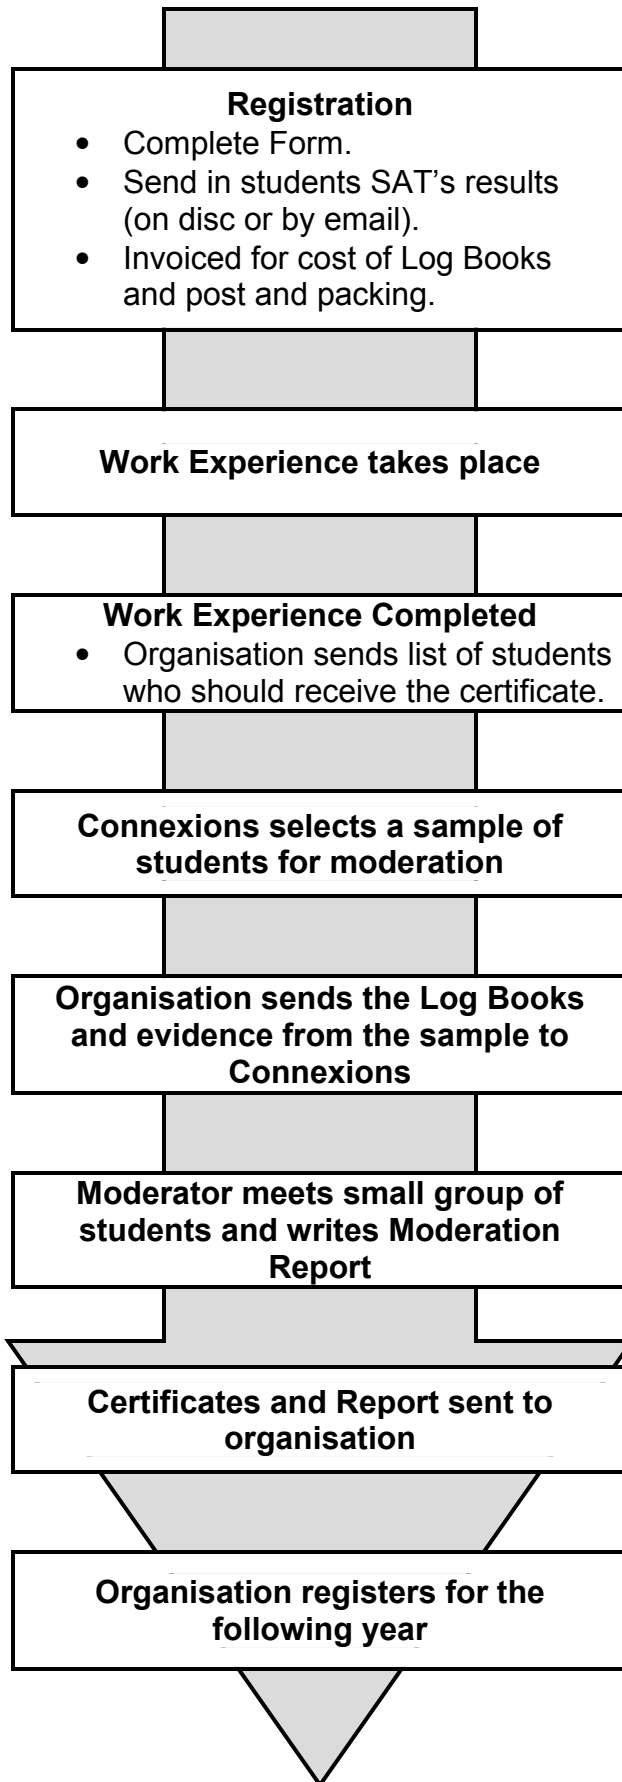 Registration
• Complete Form.
• Send in students SAT's results
(on disc or by email).
• Invoiced for cost of Log Books
and post and packing.
Work Experience takes place
Work Experience Completed
• Organisation sends list of students
who should receive the certificate.
Connexions selects a sample of
students for moderation
Organisation sends the Log Books
and evidence from the sample to
Connexions
Moderator meets small group of
students and writes Moderation
Report
Certificates and Report sent to
organisation
Organisation registers for the
following year